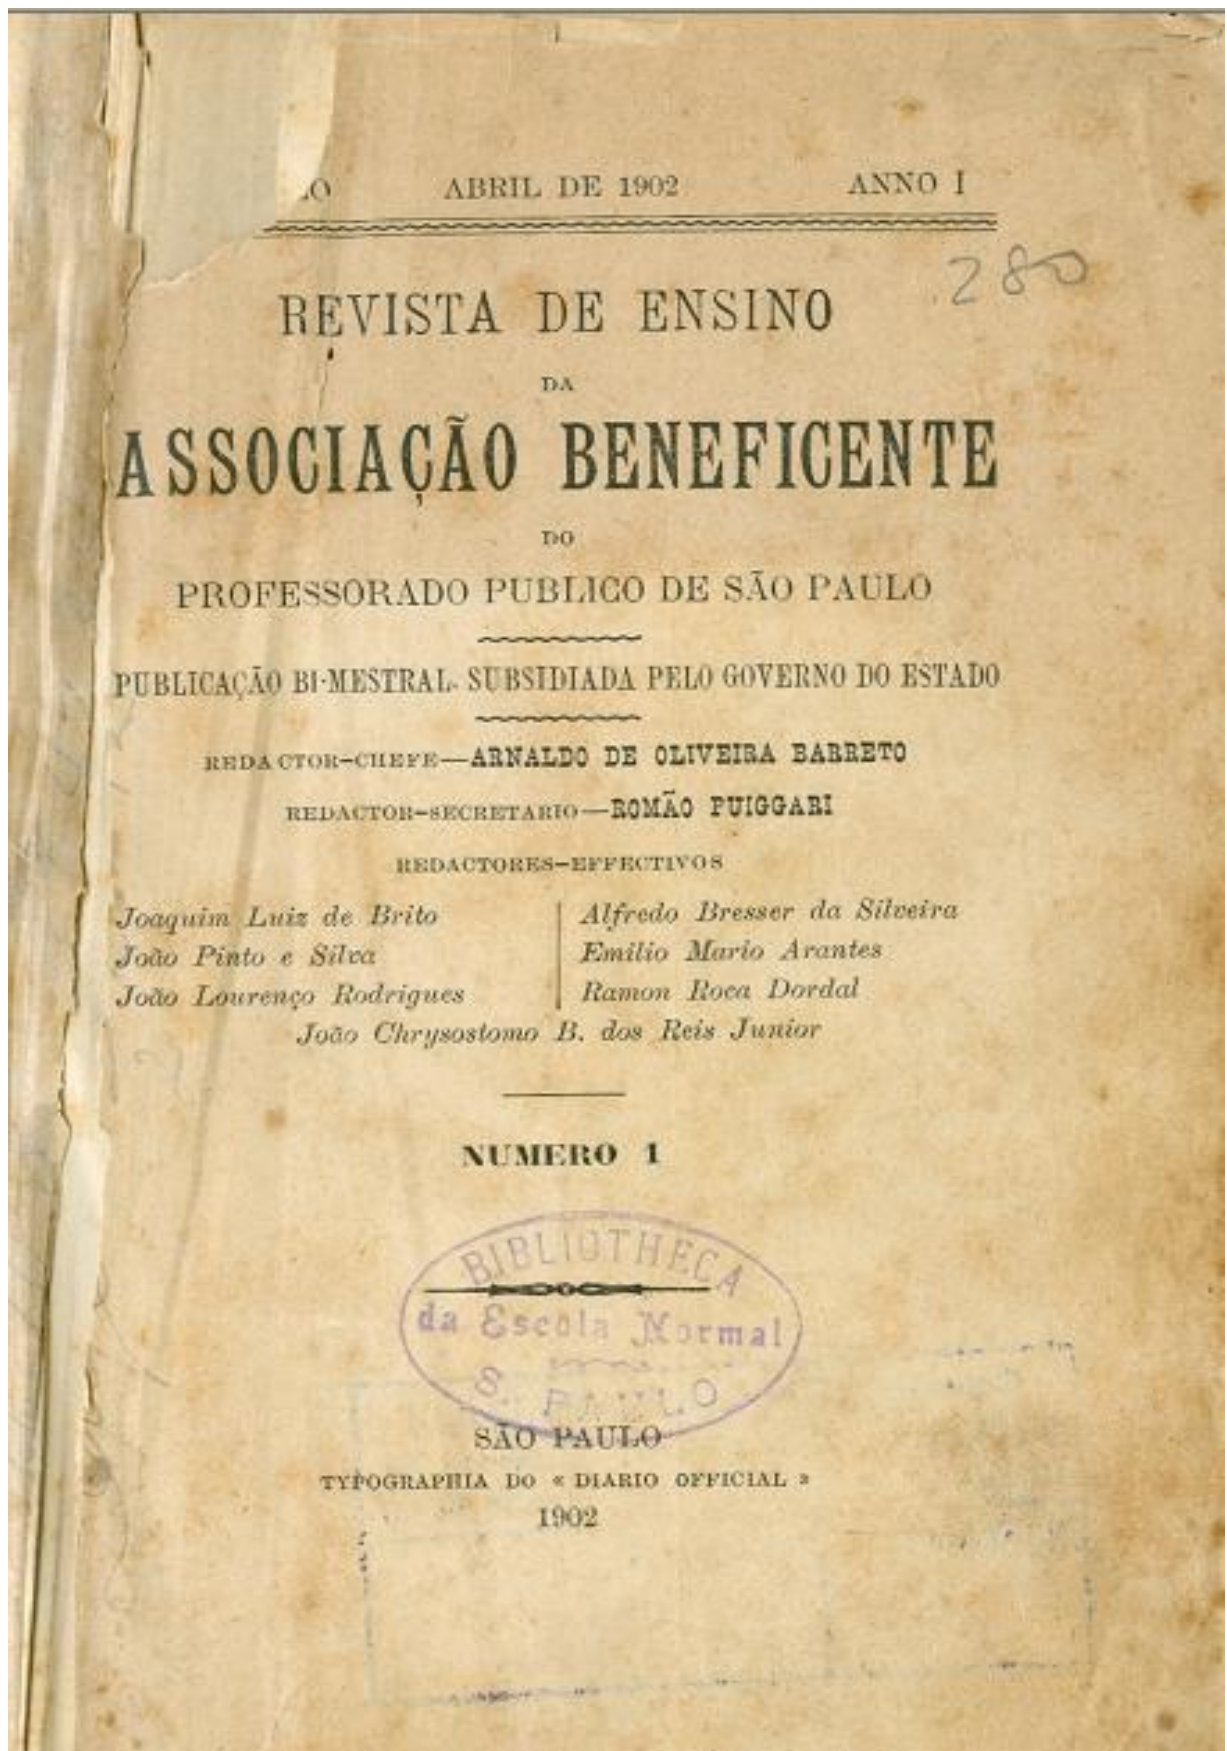 ABRIL DE 1902 ANNO I
280
REVISTA DE ENSINO
DA
ASSOCIAÇÃO BENEFICENTE
DO
PROFESSORADO PUBLICO DE SÃO PAULO
PUBLICAÇÃO BI-MESTRAL SUBSIDIADA PELO GOVERNO DO ESTADO
REDACTOR-CHEFE—ARNALDO DE OLIVEIRA BARRETO
REDACTOR-SECRETARIO—ROMÃO PUIGGARI
REDACTORES-EFFECTIVOS
Joaquim Luiz de Brito
João Pinto e Silva
João Lourenço Rodrigues
Alfredo Bresser da Silveira
Emilio Mario Arantes
Ramon Roca Dordal
João Chrysostomo B. dos Reis Junior
NUMERO 1
BIBLIOTHECA
da Escola Normal
S. PAULO
SÃO PAULO
TYPOGRAPHIA DO « DIARIO OFFICIAL »
1902